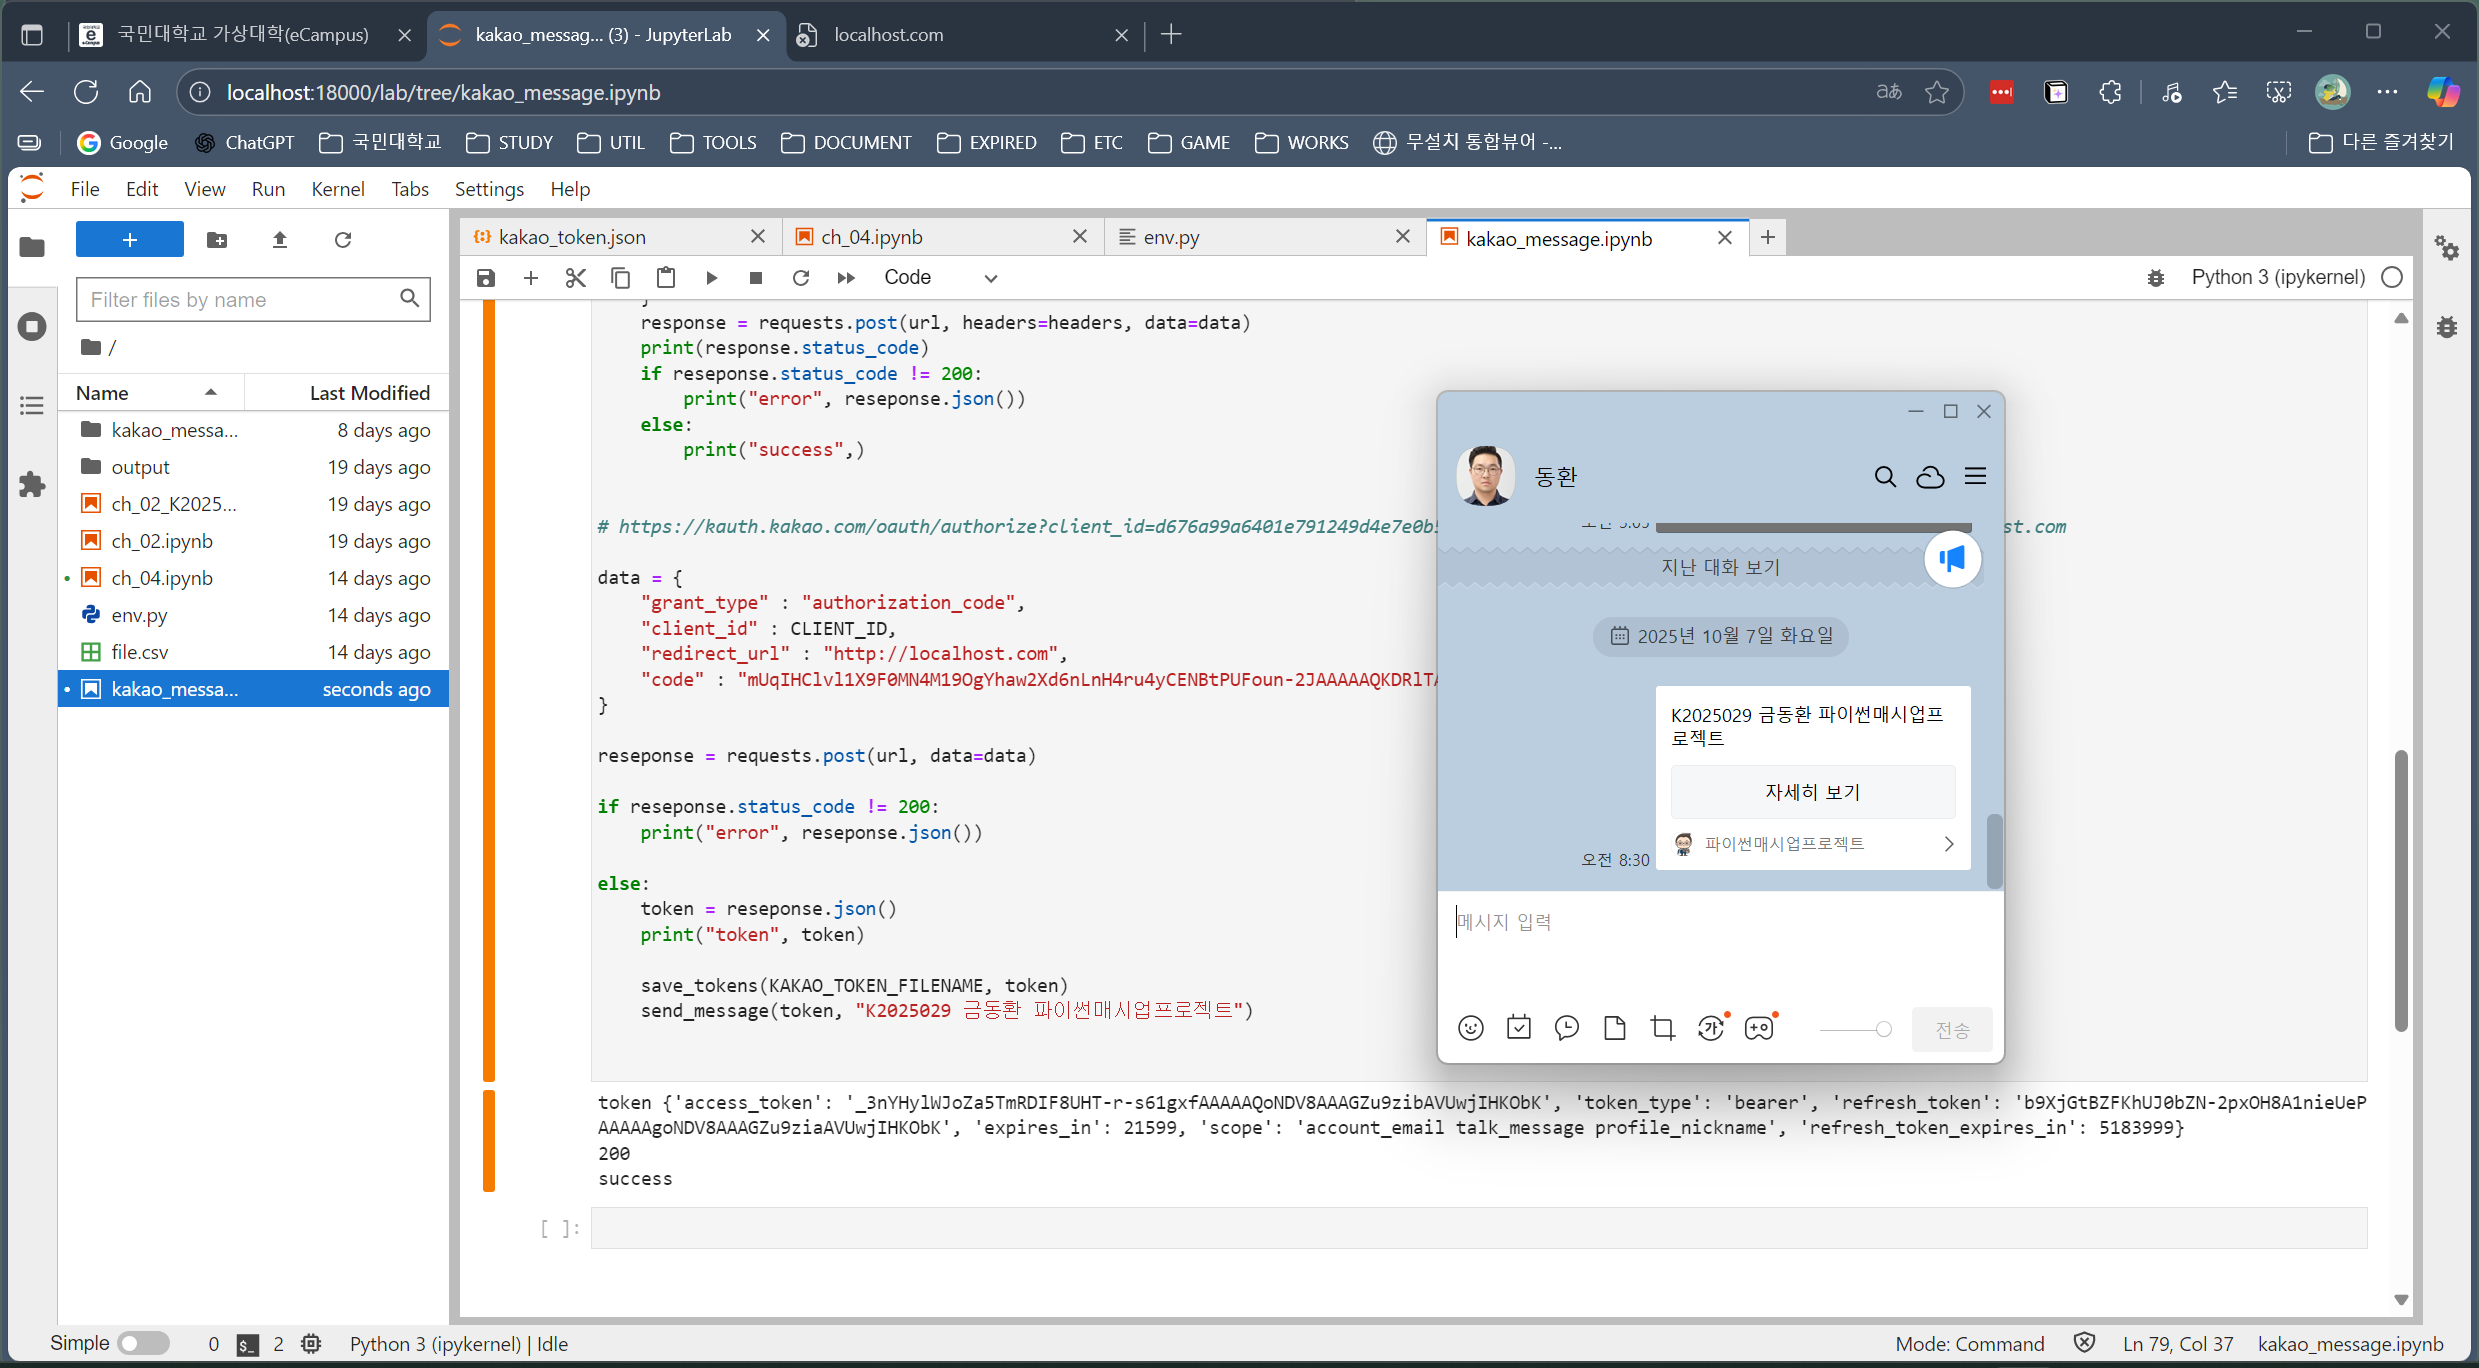 국민대학교 가상대학(eCampus)
kakao_messag... (3) - JupyterLab
localhost.com
localhost:18000/lab/tree/kakao_message.ipynb
Google
ChatGPT
국민대학교
STUDY
UTIL
TOOLS
DOCUMENT
EXPIRED
ETC
GAME
WORKS
무설치 통합뷰어 -...
다른 즐겨찾기
File Edit View Run Kernel Tabs Settings Help
Filter files by name
/
Name Last Modified
kakao_messa... 8 days ago
output 19 days ago
ch_02_K2025... 19 days ago
ch_02.ipynb 19 days ago
ch_04.ipynb 14 days ago
env.py 14 days ago
file.csv 14 days ago
kakao_messa... seconds ago
kakao_token.json
ch_04.ipynb
env.py
kakao_message.ipynb
Code
Python 3 (ipykernel)
}
response = requests.post(url, headers=headers, data=data)
print(response.status_code)
if reseponse.status_code != 200:
print("error", reseponse.json())
else:
print("success",)
# https://kauth.kakao.com/oauth/authorize?client_id=d676a99a6401e791249d4e7e0b
st.com
data = {
"grant_type" : "authorization_code",
"client_id" : CLIENT_ID,
"redirect_url" : "http://localhost.com",
"code" : "mUqIHClvl1X9F0MN4M19OgYhaw2Xd6nLnH4ru4yCENBtPUFoun-2JAAAAAQKDRlTA
}
reseponse = requests.post(url, data=data)
if reseponse.status_code != 200:
print("error", reseponse.json())
else:
token = reseponse.json()
print("token", token)
save_tokens(KAKAO_TOKEN_FILENAME, token)
send_message(token, "K2025029 금동환 파이썬매시업프로젝트")
token {'access_token': '_3nYHylWJoZa5TmRDIF8UHT-r-s61gxfAAAAAQoNDV8AAAGZu9zibAVUwjIHKObK', 'token_type': 'bearer', 'refresh_token': 'b9XjGtBZFKhUJ0bZN-2pxOH8A1nieUeP
AAAAAgoNDV8AAAGZu9ziaAVUwjIHKObK', 'expires_in': 21599, 'scope': 'account_email talk_message profile_nickname', 'refresh_token_expires_in': 5183999}
200
success
[ ]:
동환
지난 대화 보기
2025년 10월 7일 화요일
K2025029 금동환 파이썬매시업프
로젝트
자세히 보기
파이썬매시업프로젝트
오전 8:30
메시지 입력
전송
Simple
0
2
Python 3 (ipykernel) | Idle
Mode: Command
Ln 79, Col 37
kakao_message.ipynb